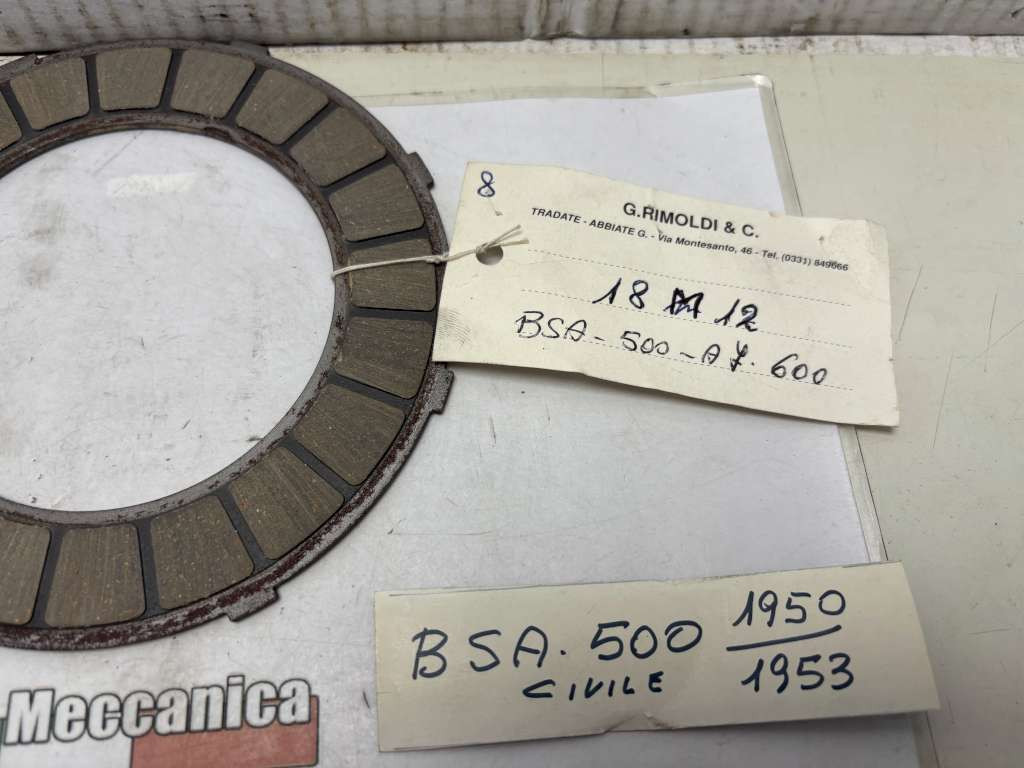 8
G.RIMOLDI & C.
TRADATE - ABBIATE G. - Via Montesanto, 46 - Tel. (0331) 849666
18 12
BSA - 500 - A 7. 600
BSA. 500 1950
CIVILE 1953
Meccanica